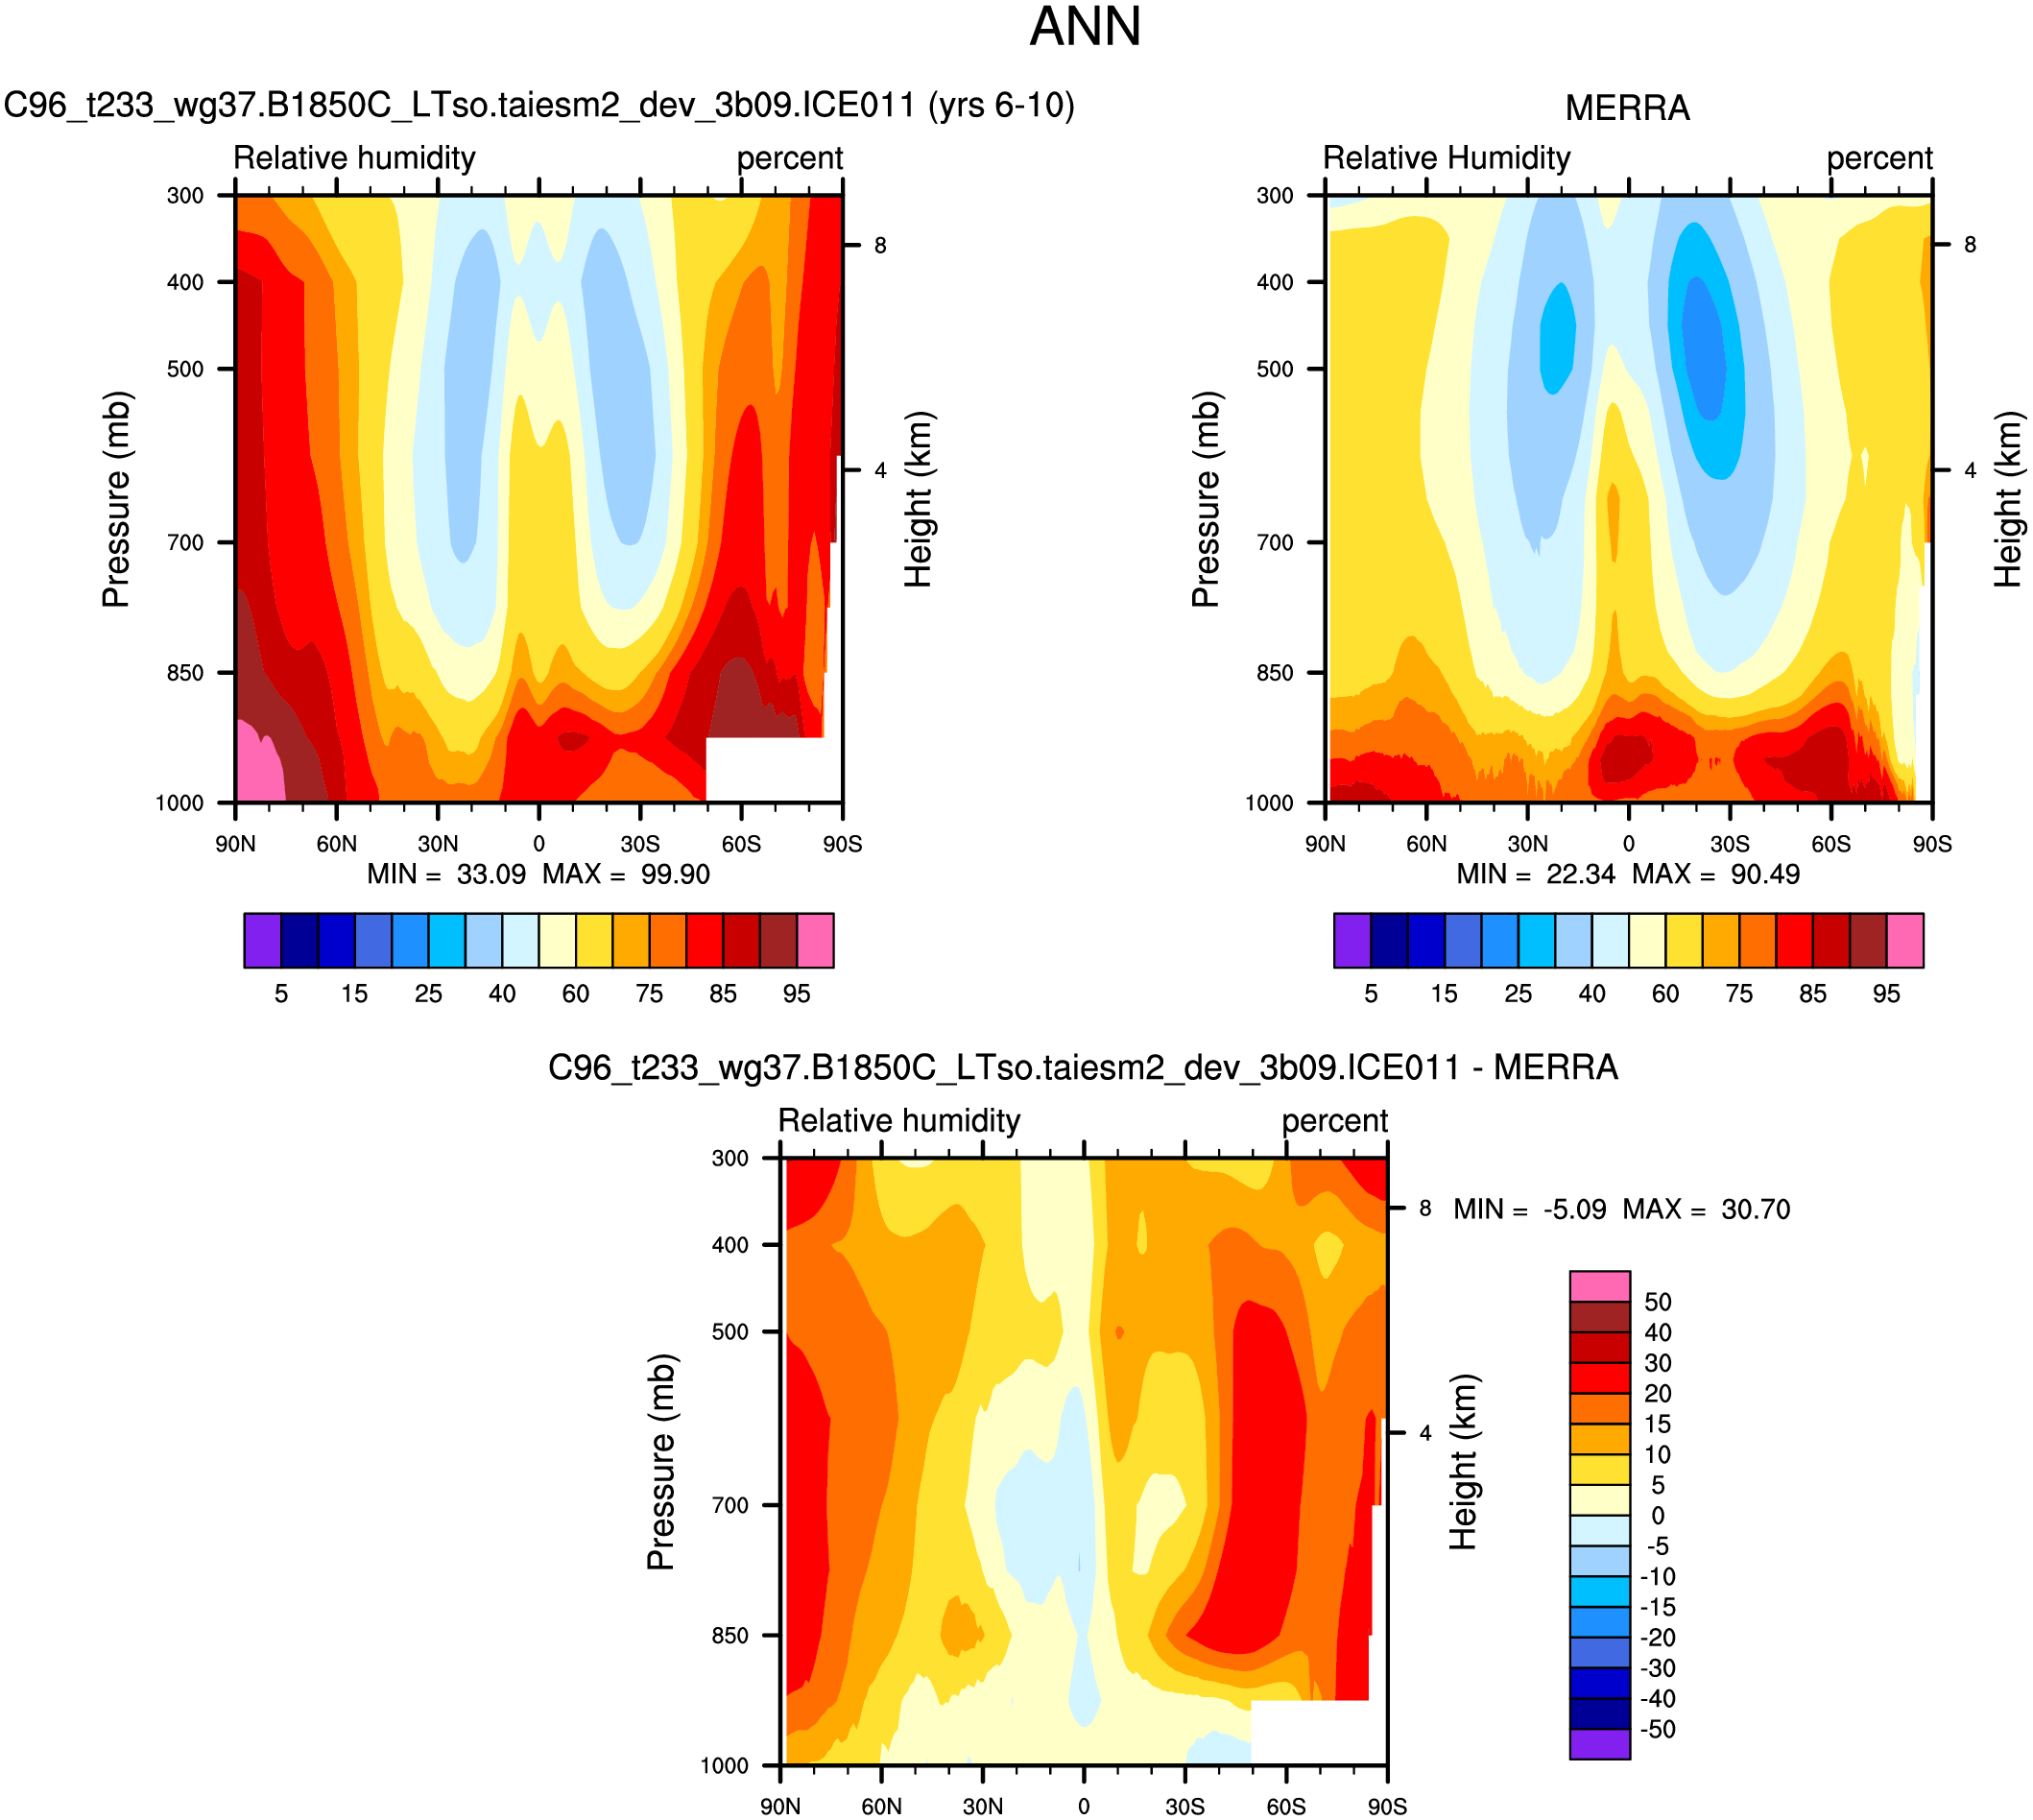 ANN
C96_t233_wg37.B1850C_LTso.taiesm2_dev_3b09.ICE011 (yrs 6-10)
Relative humidity percent
300
400
500
700
850
1000
Pressure (mb)
8
4
Height (km)
90N 60N 30N 0 30S 60S 90S
MIN = 33.09 MAX = 99.90
5 15 25 40 60 75 85 95
MERRA
Relative Humidity percent
300
400
500
700
850
1000
Pressure (mb)
8
4
Height (km)
90N 60N 30N 0 30S 60S 90S
MIN = 22.34 MAX = 90.49
5 15 25 40 60 75 85 95
C96_t233_wg37.B1850C_LTso.taiesm2_dev_3b09.ICE011 - MERRA
Relative humidity percent
300
400
500
700
850
1000
Pressure (mb)
8
4
Height (km)
90N 60N 30N 0 30S 60S 90S
MIN = -5.09 MAX = 30.70
50
40
30
20
15
10
5
0
-5
-10
-15
-20
-30
-40
-50